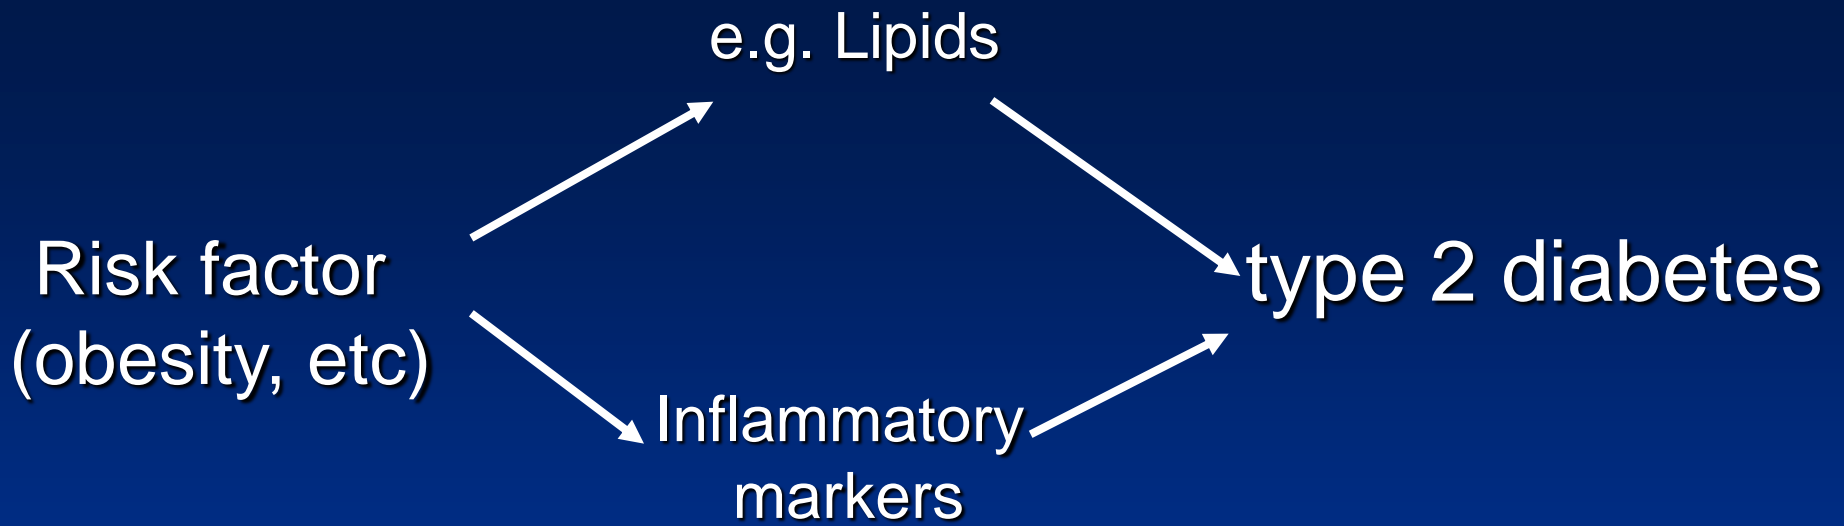 e.g. Lipids
Risk factor
(obesity, etc)
type 2 diabetes
Inflammatory
markers